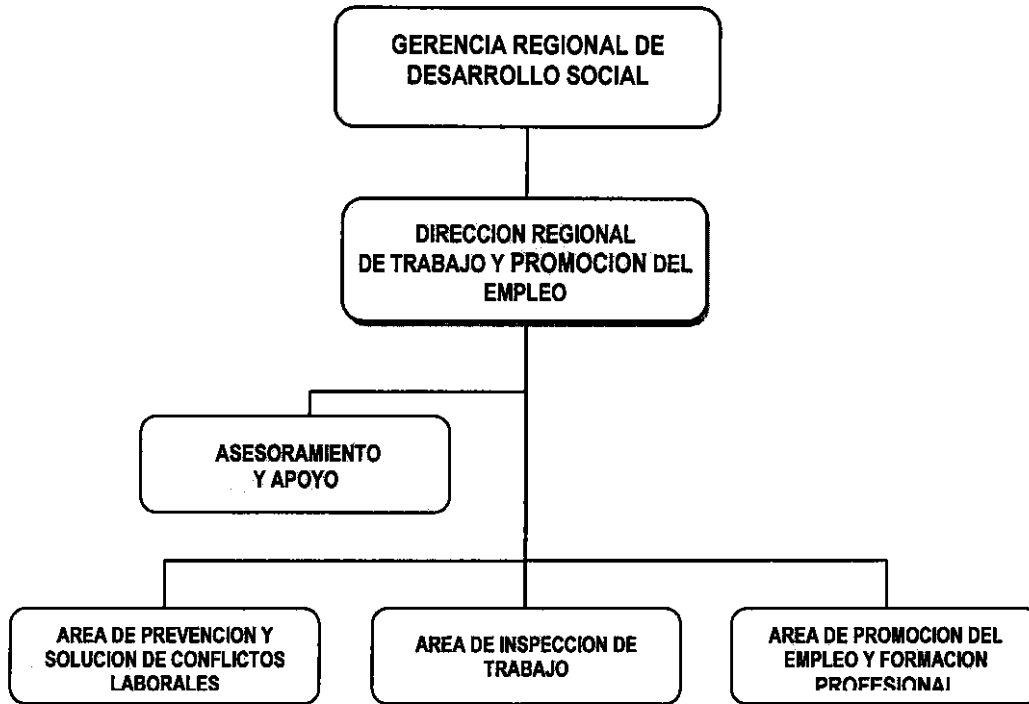 GERENCIA REGIONAL DE
DESARROLLO SOCIAL
DIRECCION REGIONAL
DE TRABAJO Y PROMOCION DEL
EMPLEO
ASESORAMIENTO
Y APOYO
AREA DE PREVENCION Y
SOLUCION DE CONFLICTOS
LABORALES
AREA DE INSPECCION DE
TRABAJO
AREA DE PROMOCION DEL
EMPLEO Y FORMACION
PROFESIONAL